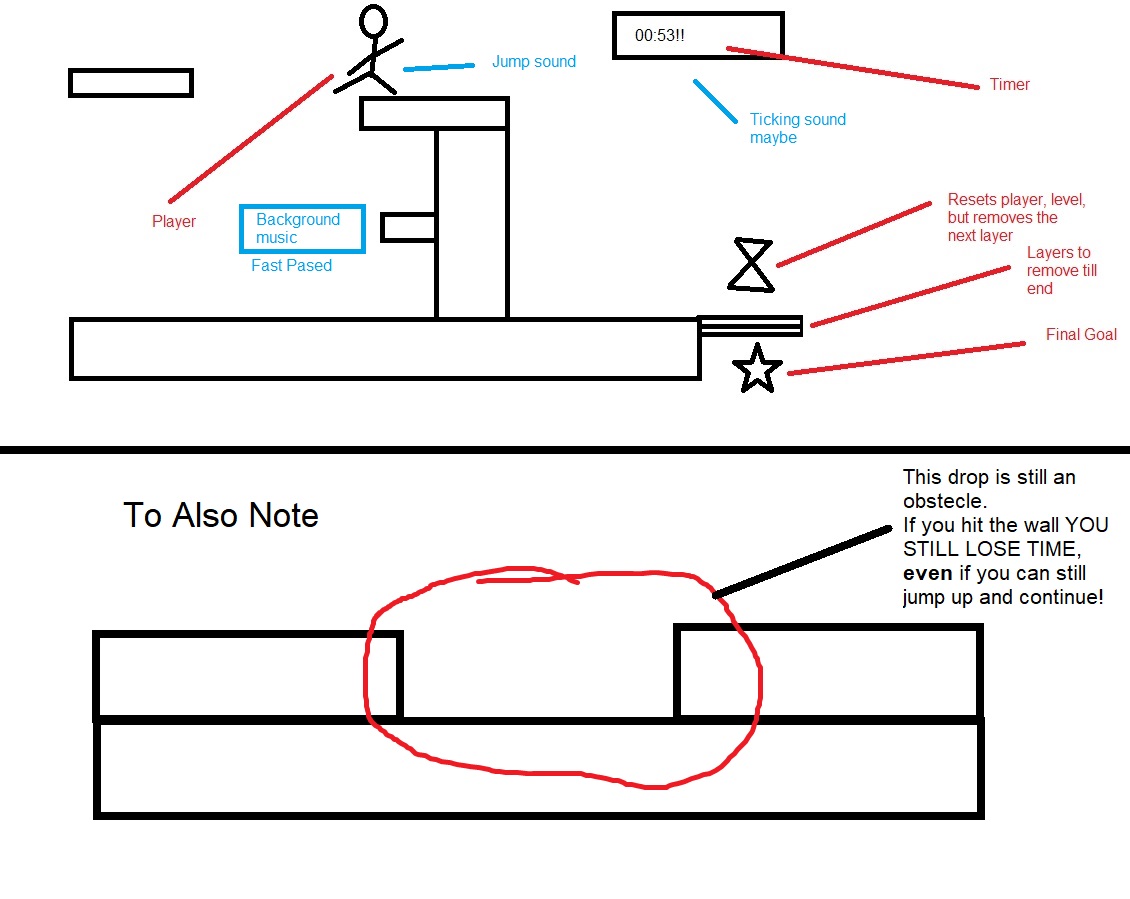 00:53!!
Jump sound
Timer
Ticking sound
maybe
Player
Background
music
Fast Pased
Resets player, level,
but removes the
next layer
Layers to
remove till
end
Final Goal
To Also Note
This drop is still an
obstecle.
If you hit the wall YOU
STILL LOSE TIME,
even if you can still
jump up and continue!